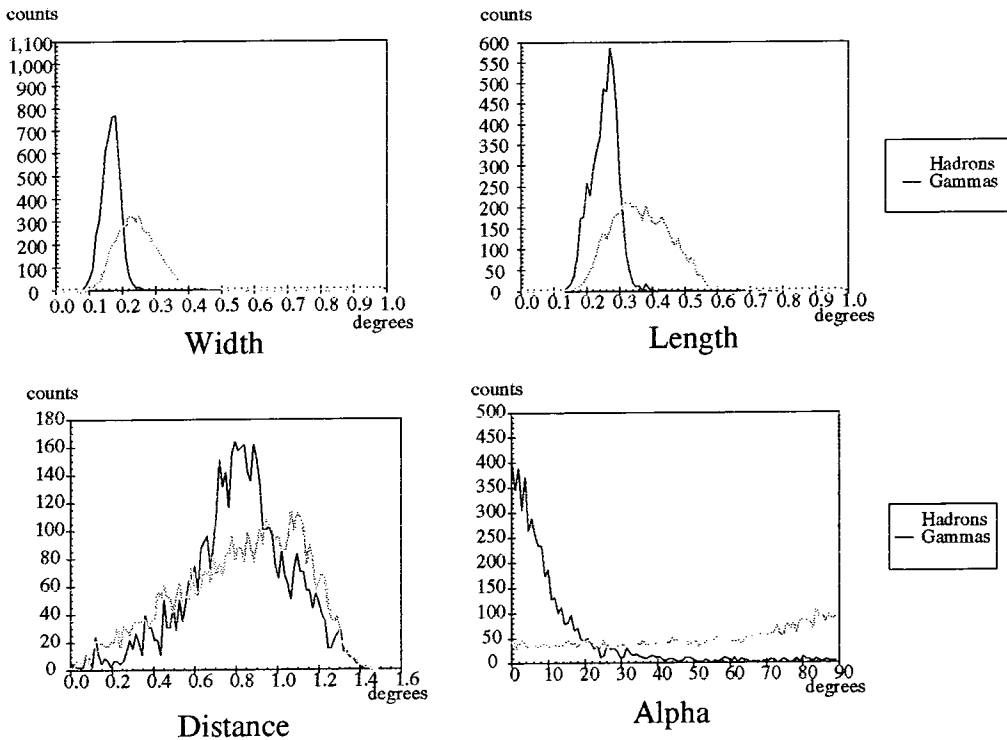 counts
1,100
1,000
900
800
700
600
500
400
300
200
100
0
0.0 0.1 0.2 0.3 0.4 0.5 0.6 0.7 0.8 0.9 1.0
degrees
Width
counts
600
550
500
450
400
350
300
250
200
150
100
50
0
0.0 0.1 0.2 0.3 0.4 0.5 0.6 0.7 0.8 0.9 1.0
degrees
Length
Hadrons
Gammas
counts
180
160
140
120
100
80
60
40
20
0
0.0 0.2 0.4 0.6 0.8 1.0 1.2 1.4 1.6
degrees
Distance
counts
500
450
400
350
300
250
200
150
100
50
0
0 10 20 30 40 50 60 70 80 90
degrees
Alpha
Hadrons
Gammas